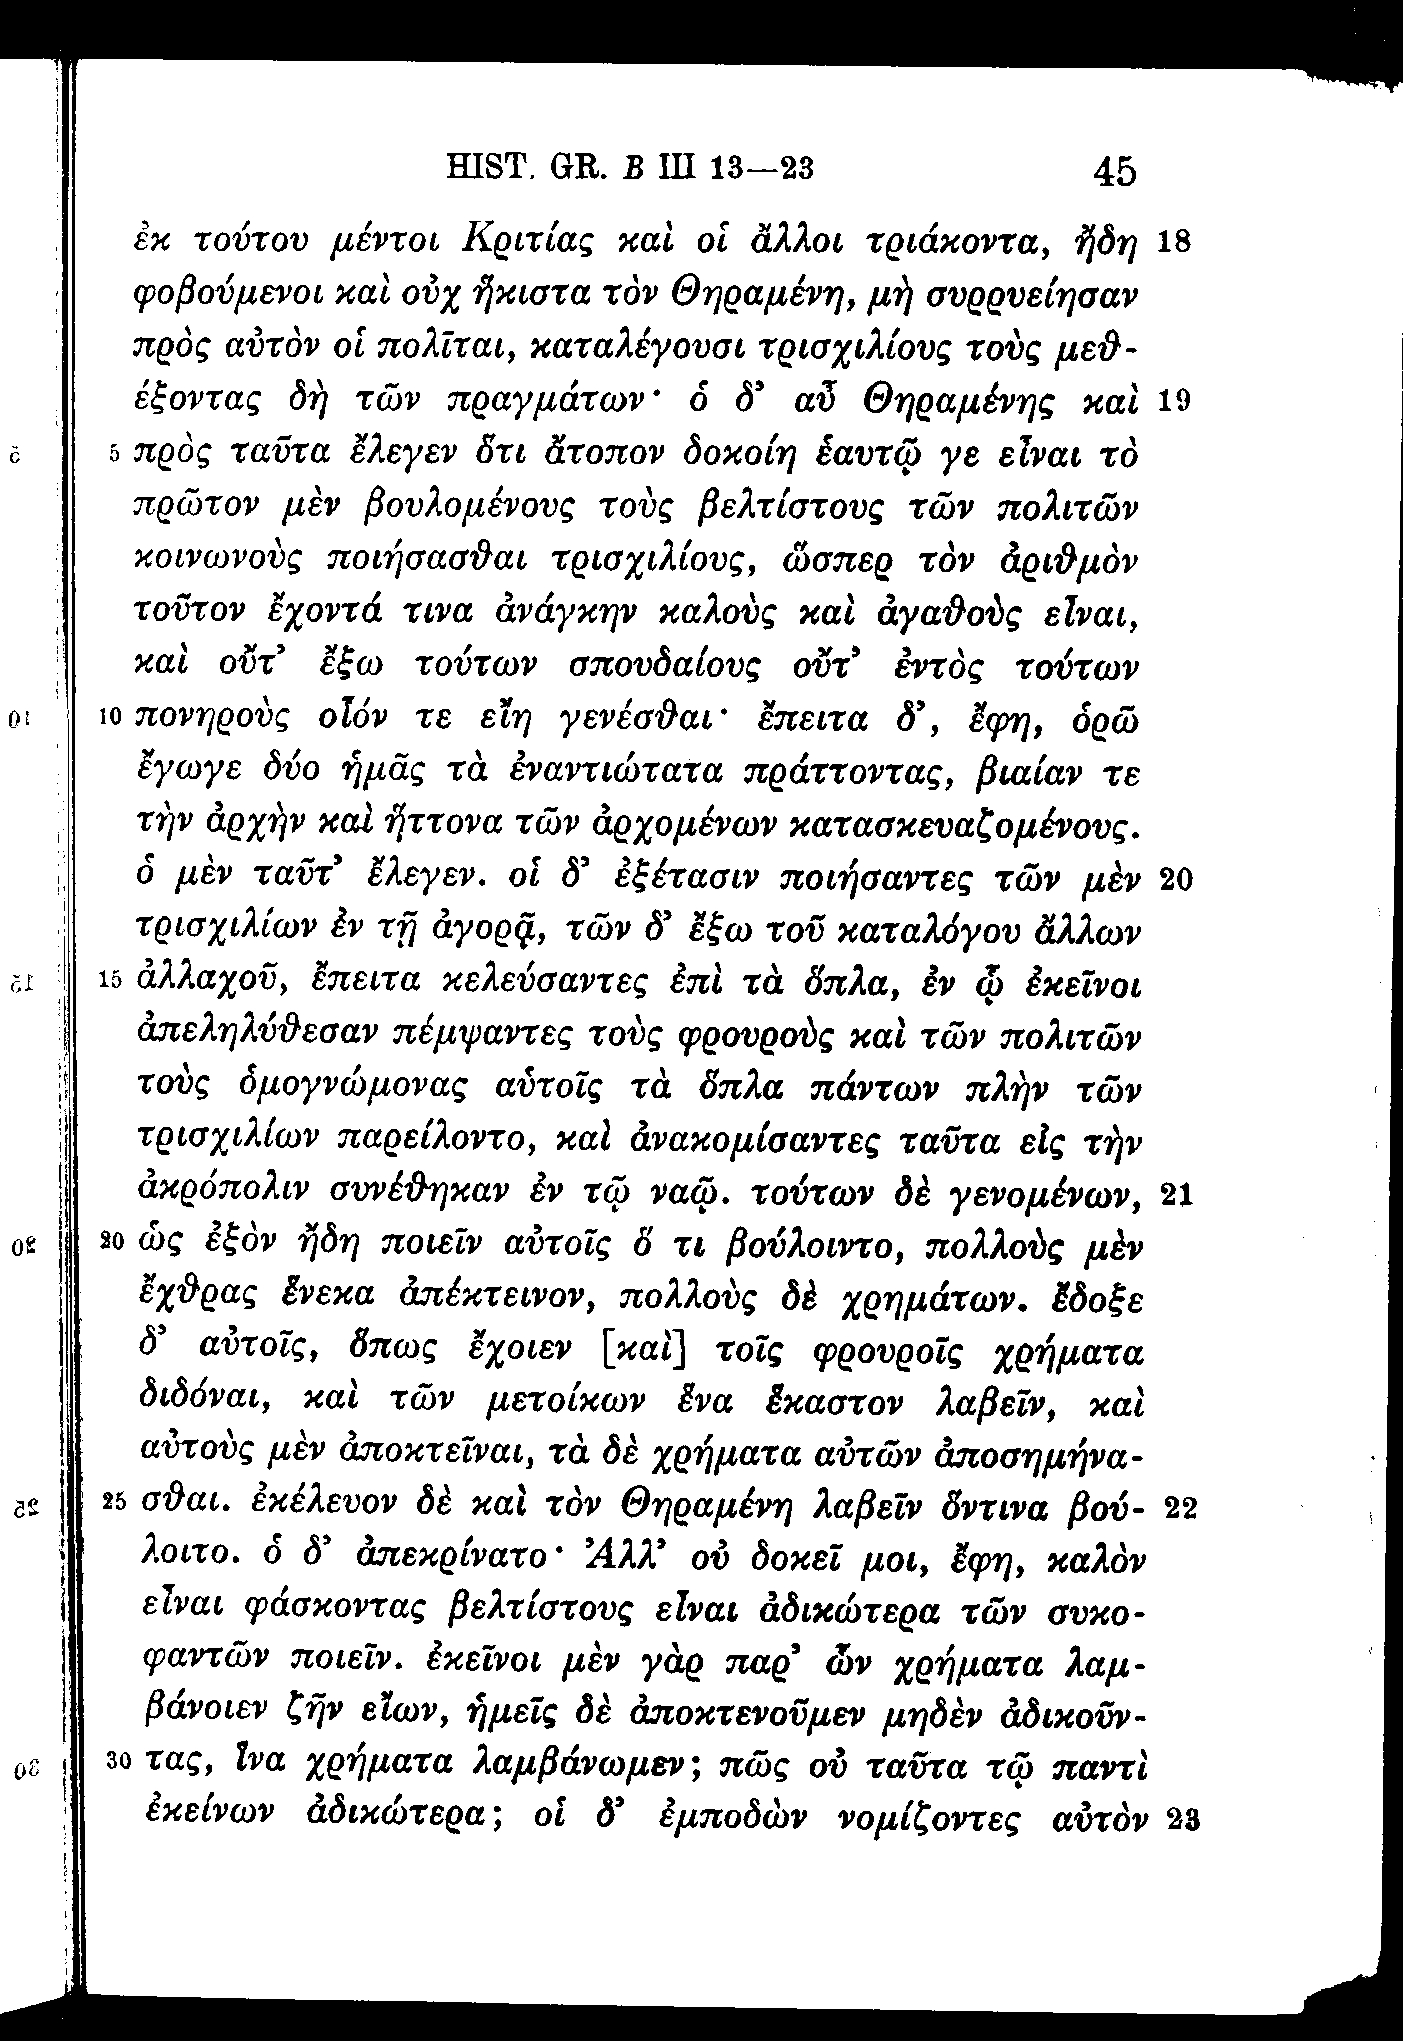 HIST. GR. B III 13—23 45
ἐκ τούτου μέντοι Κριτίας καὶ οἱ ἄλλοι τριάκοντα, ἤδη 18
φοβούμενοι καὶ οὐχ ἥκιστα τὸν Θηραμένη, μὴ συρρυείησαν
πρὸς αὐτὸν οἱ πολῖται, καταλέγουσι τρισχιλίους τοὺς μεθ-
έξοντας δὴ τῶν πραγμάτων· ὁ δ’ αὖ Θηραμένης καὶ 19
5 πρὸς ταῦτα ἔλεγεν ὅτι ἄτοπον δοκοίη ἑαυτῷ γε εἶναι τὸ
πρῶτον μὲν βουλομένους τοὺς βελτίστους τῶν πολιτῶν
κοινωνοὺς ποιήσασθαι τρισχιλίους, ὥσπερ τὸν ἀριθμὸν
τοῦτον ἔχοντά τινα ἀνάγκην καλοὺς καὶ ἀγαθοὺς εἶναι,
καὶ οὔτ’ ἔξω τούτων σπουδαίους οὔτ’ ἐντὸς τούτων
10 πονηροὺς οἷόν τε εἴη γενέσθαι· ἔπειτα δ’, ἔφη, ὁρῶ
ἔγωγε δύο ἡμᾶς τὰ ἐναντιώτατα πράττοντας, βιαίαν τε
τὴν ἀρχὴν καὶ ἥττονα τῶν ἀρχομένων κατασκευαζομένους.
ὁ μὲν ταῦτ’ ἔλεγεν. οἱ δ’ ἐξέτασιν ποιήσαντες τῶν μὲν 20
τρισχιλίων ἐν τῇ ἀγορᾷ, τῶν δ’ ἔξω τοῦ καταλόγου ἄλλων
15 ἀλλαχοῦ, ἔπειτα κελεύσαντες ἐπὶ τὰ ὅπλα, ἐν ᾧ ἐκεῖνοι
ἀπεληλύθεσαν πέμψαντες τοὺς φρουροὺς καὶ τῶν πολιτῶν
τοὺς ὁμογνώμονας αὑτοῖς τὰ ὅπλα πάντων πλὴν τῶν
τρισχιλίων παρείλοντο, καὶ ἀνακομίσαντες ταῦτα εἰς τὴν
ἀκρόπολιν συνέθηκαν ἐν τῷ ναῷ. τούτων δὲ γενομένων, 21
20 ὡς ἐξὸν ἤδη ποιεῖν αὐτοῖς ὅ τι βούλοιντο, πολλοὺς μὲν
ἔχθρας ἕνεκα ἀπέκτεινον, πολλοὺς δὲ χρημάτων. ἔδοξε
δ’ αὐτοῖς, ὅπως ἔχοιεν [καὶ] τοῖς φρουροῖς χρήματα
διδόναι, καὶ τῶν μετοίκων ἕνα ἕκαστον λαβεῖν, καὶ
αὐτοὺς μὲν ἀποκτεῖναι, τὰ δὲ χρήματα αὐτῶν ἀποσημήνα-
25 σθαι. ἐκέλευον δὲ καὶ τὸν Θηραμένη λαβεῖν ὅντινα βού- 22
λοιτο. ὁ δ’ ἀπεκρίνατο· Ἀλλ’ οὐ δοκεῖ μοι, ἔφη, καλὸν
εἶναι φάσκοντας βελτίστους εἶναι ἀδικώτερα τῶν συκο-
φαντῶν ποιεῖν. ἐκεῖνοι μὲν γὰρ παρ’ ὧν χρήματα λαμ-
βάνοιεν ζῆν εἴων, ἡμεῖς δὲ ἀποκτενοῦμεν μηδὲν ἀδικοῦν-
30 τας, ἵνα χρήματα λαμβάνωμεν; πῶς οὐ ταῦτα τῷ παντὶ
ἐκείνων ἀδικώτερα; οἱ δ’ ἐμποδὼν νομίζοντες αὐτὸν 23